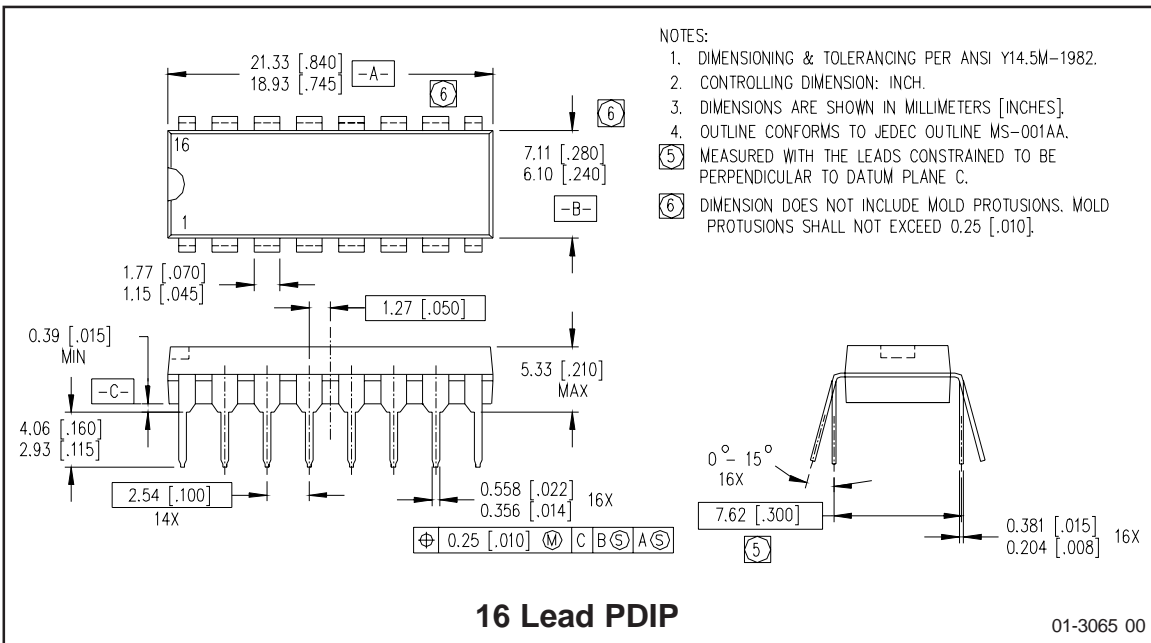 21.33 [.840]
18.93 [.745]
-A-
6
6
16
1
7.11 [.280]
6.10 [.240]
-B-
1.77 [.070]
1.15 [.045]
1.27 [.050]
0.39 [.015]
MIN
-C-
5.33 [.210]
MAX
4.06 [.160]
2.93 [.115]
2.54 [.100]
14X
0.558 [.022]
0.356 [.014]
16X
⌖ 0.25 [.010] Ⓜ C B Ⓢ A Ⓢ
NOTES:
1. DIMENSIONING & TOLERANCING PER ANSI Y14.5M-1982.
2. CONTROLLING DIMENSION: INCH.
3. DIMENSIONS ARE SHOWN IN MILLIMETERS [INCHES].
4. OUTLINE CONFORMS TO JEDEC OUTLINE MS-001AA.
5 MEASURED WITH THE LEADS CONSTRAINED TO BE
PERPENDICULAR TO DATUM PLANE C.
6 DIMENSION DOES NOT INCLUDE MOLD PROTUSIONS. MOLD
PROTUSIONS SHALL NOT EXCEED 0.25 [.010].
0°- 15°
16X
7.62 [.300]
5
0.381 [.015]
0.204 [.008]
16X
16 Lead PDIP
01-3065 00